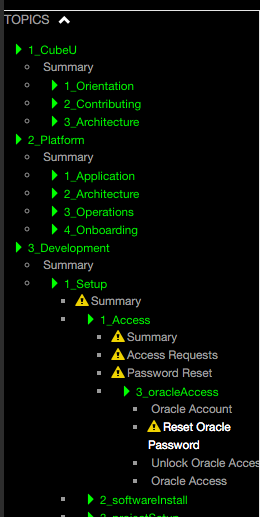 TOPICS
1_CubeU
Summary
1_Orientation
2_Contributing
3_Architecture
2_Platform
Summary
1_Application
2_Architecture
3_Operations
4_Onboarding
3_Development
Summary
1_Setup
Summary
1_Access
Summary
Access Requests
Password Reset
3_oracleAccess
Oracle Account
Reset Oracle
Password
Unlock Oracle Acces
Oracle Access
2_softwareInstall
3_projectSetup